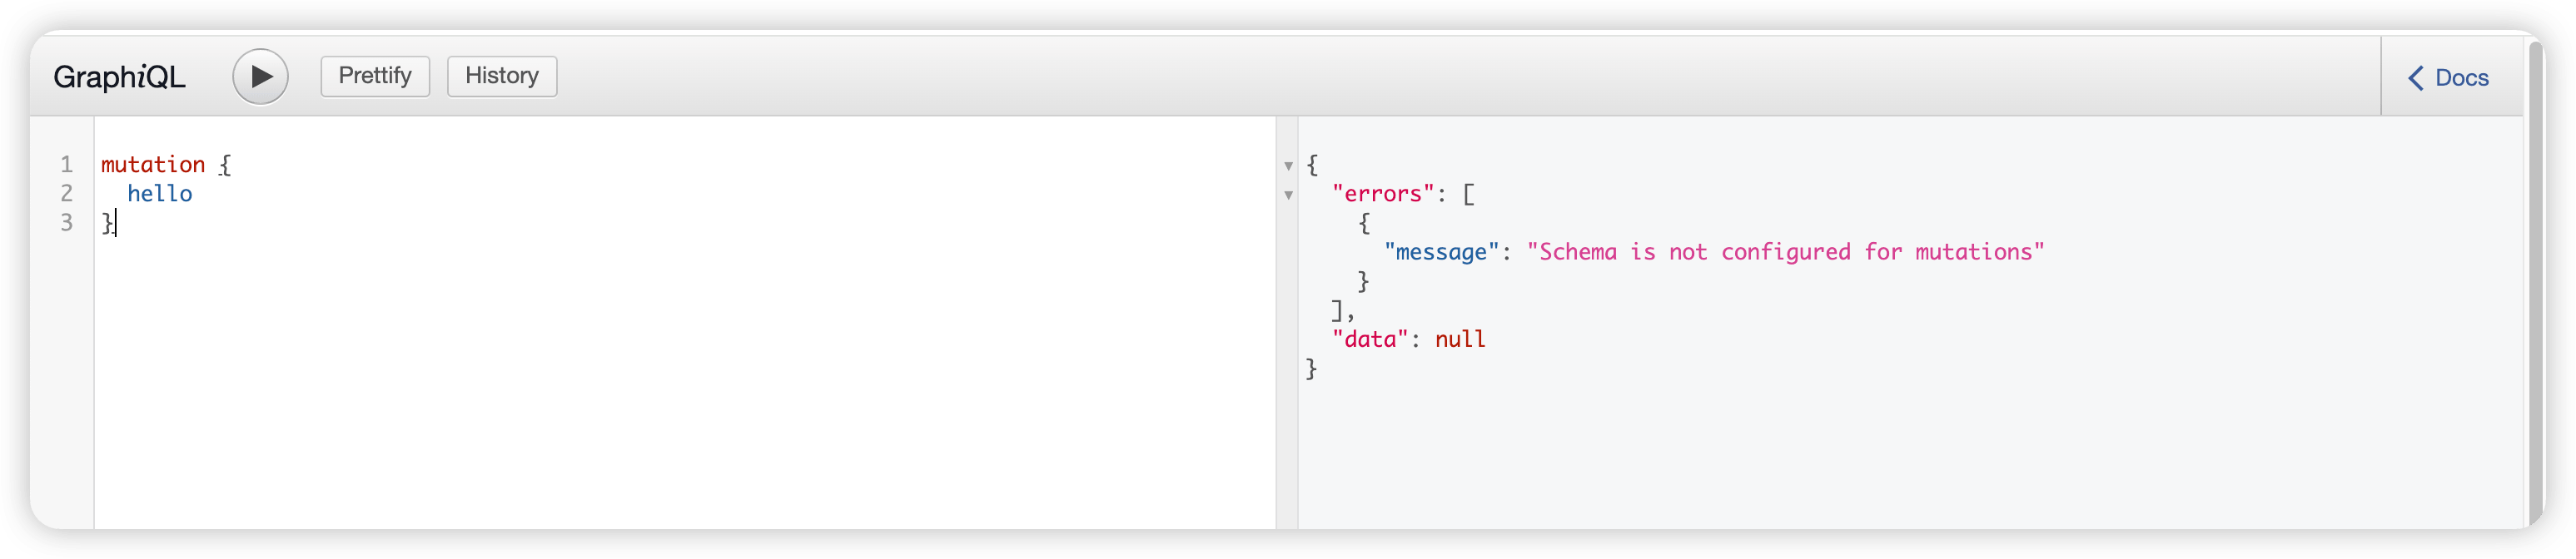 GraphiQL Prettify History Docs
1 mutation {
2 hello
3 }
{
"errors": [
{
"message": "Schema is not configured for mutations"
}
],
"data": null
}